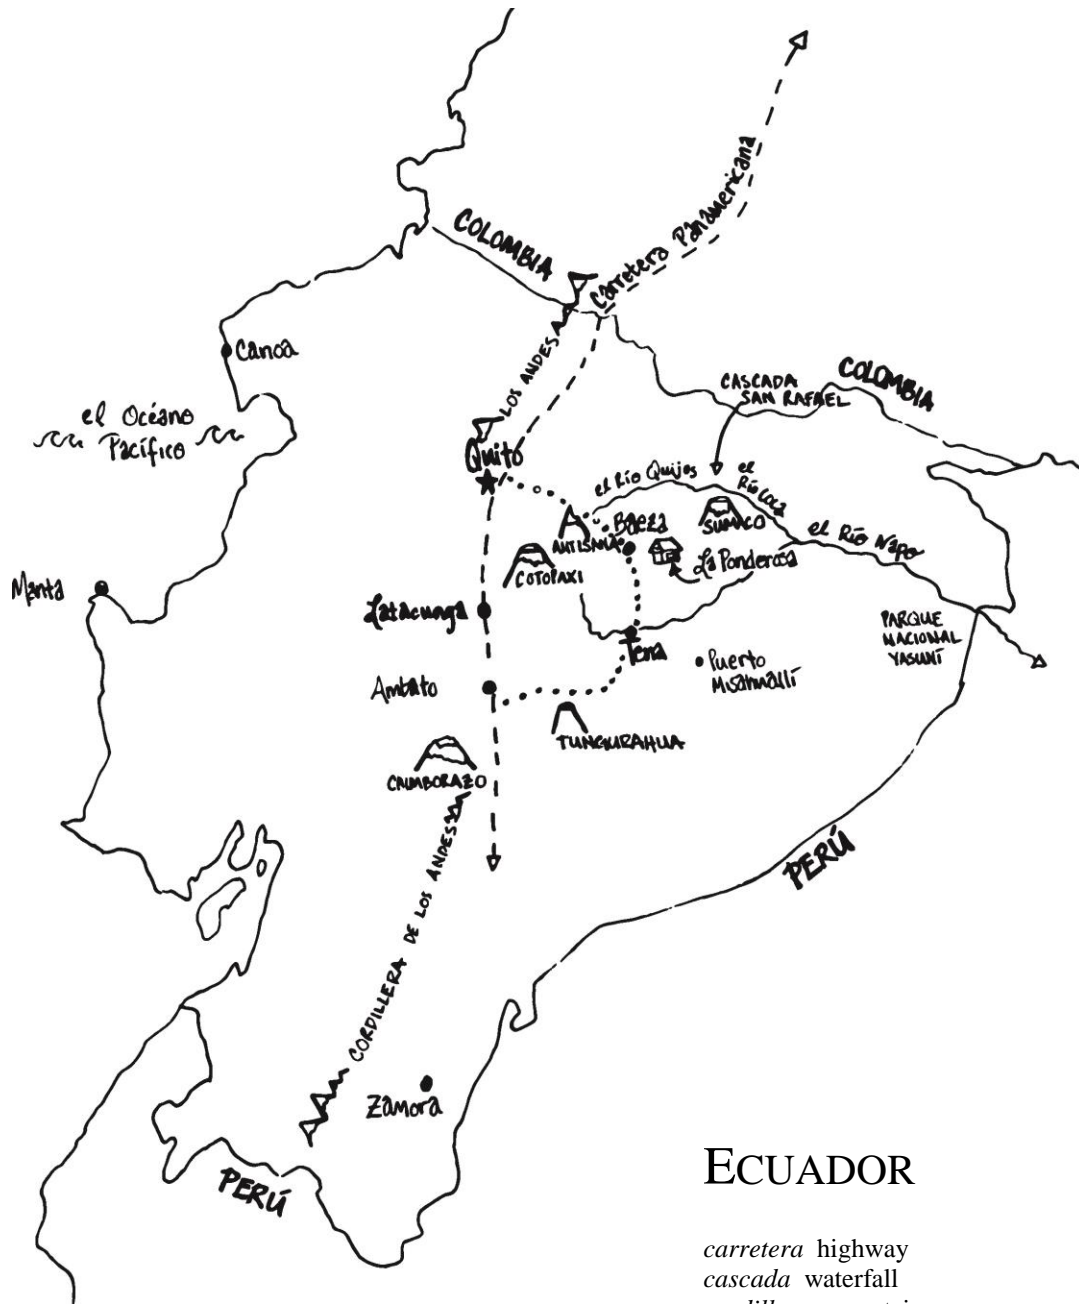 COLOMBIA
Carretera Panamericana
Canoa
LOS ANDES
COLOMBIA
CASCADA
SAN RAFAEL
el Océano
Pacífico
Quito
el Río Quijos
el
Río Coca
Baeza
SUMACO
el Río Napo
ANTISANA
COTOPAXI
La Ponderosa
Manta
Latacunga
PARQUE
NACIONAL
YASUNÍ
Tena
Puerto
Misahuallí
Ambato
TUNGURAHUA
CHIMBORAZO
PERÚ
CORDILLERA DE LOS ANDES
Zamora
PERÚ
ECUADOR
carretera highway
cascada waterfall